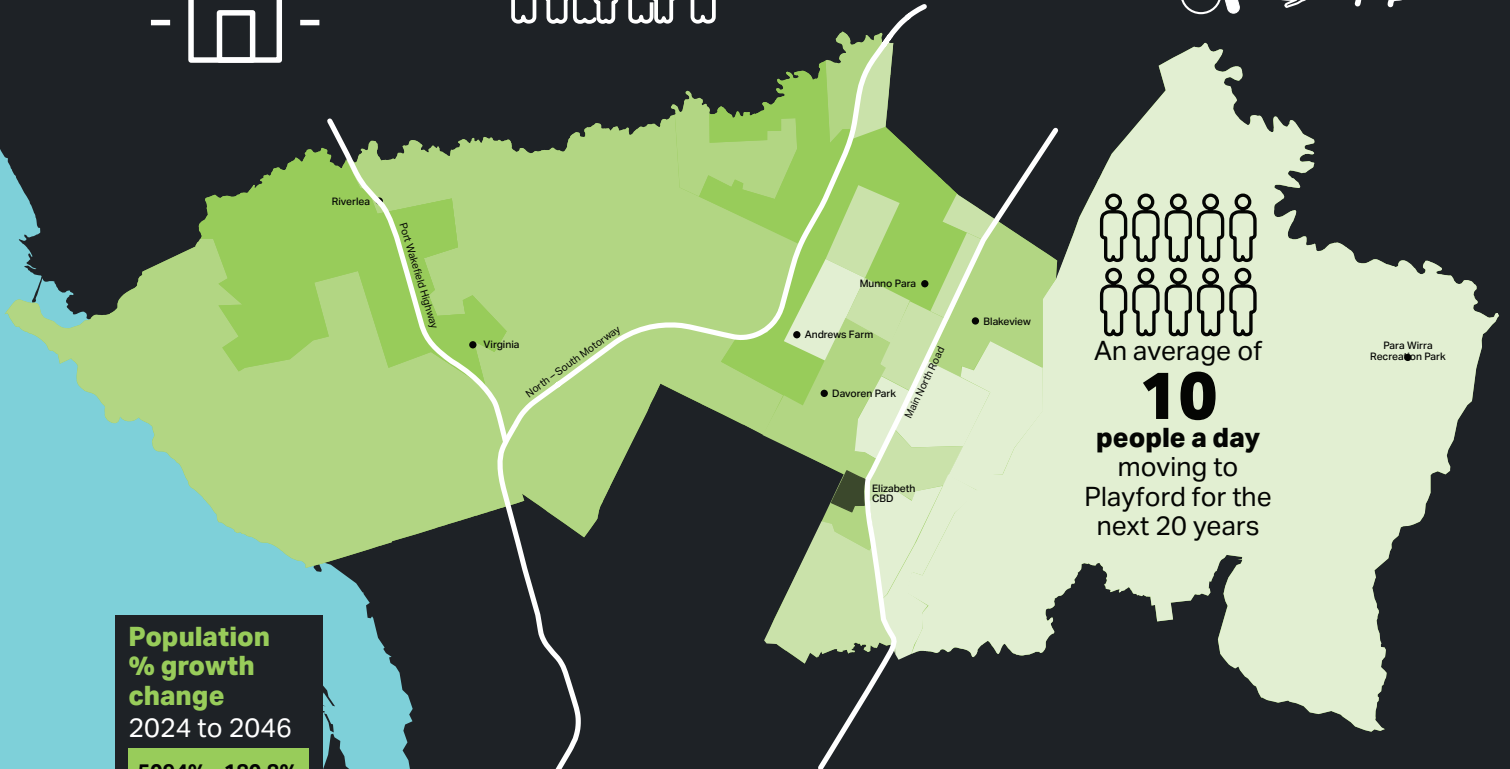 Riverlea
Port Wakefield Highway
Virginia
North – South Motorway
Munno Para
Andrews Farm
Davoren Park
Main North Road
Blakeview
Elizabeth
CBD
An average of
10
people a day
moving to
Playford for the
next 20 years
Para Wirra
Recreation Park
Population
% growth
change
2024 to 2046